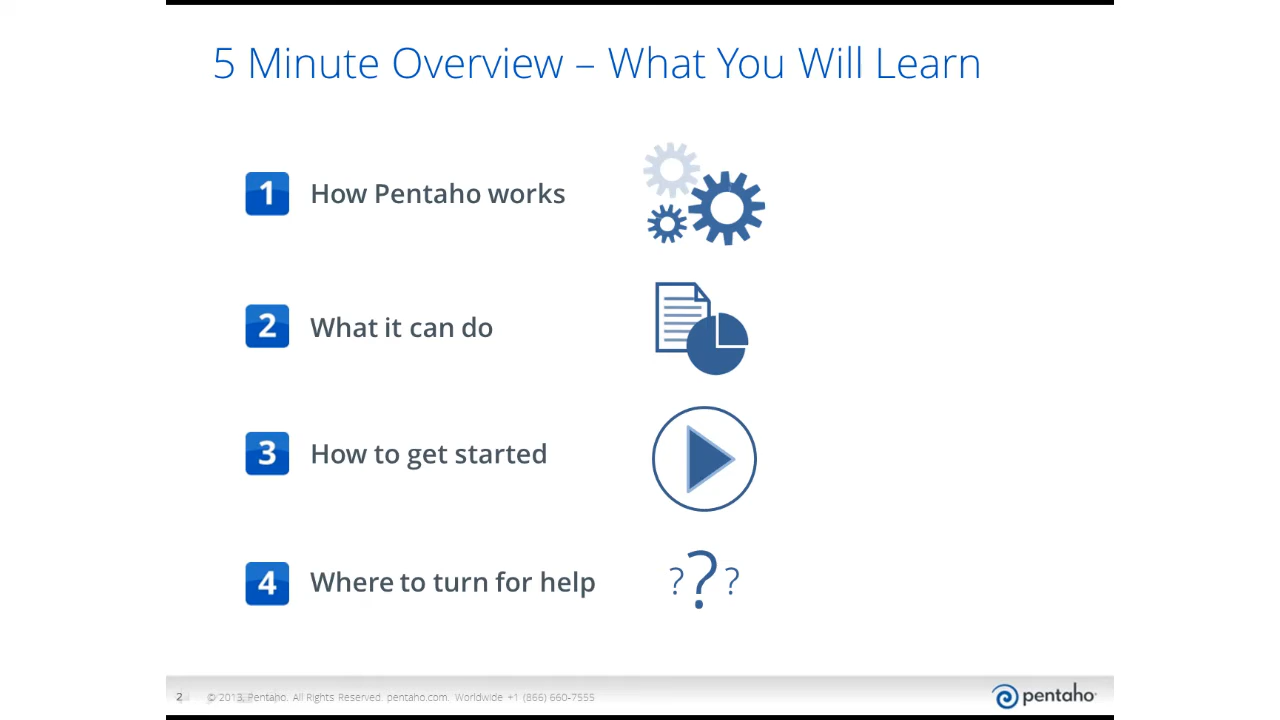 5 Minute Overview – What You Will Learn
1 How Pentaho works
2 What it can do
3 How to get started
4 Where to turn for help
? ? ?
2 © 2013, Pentaho. All Rights Reserved. pentaho.com. Worldwide +1 (866) 660-7555
pentaho